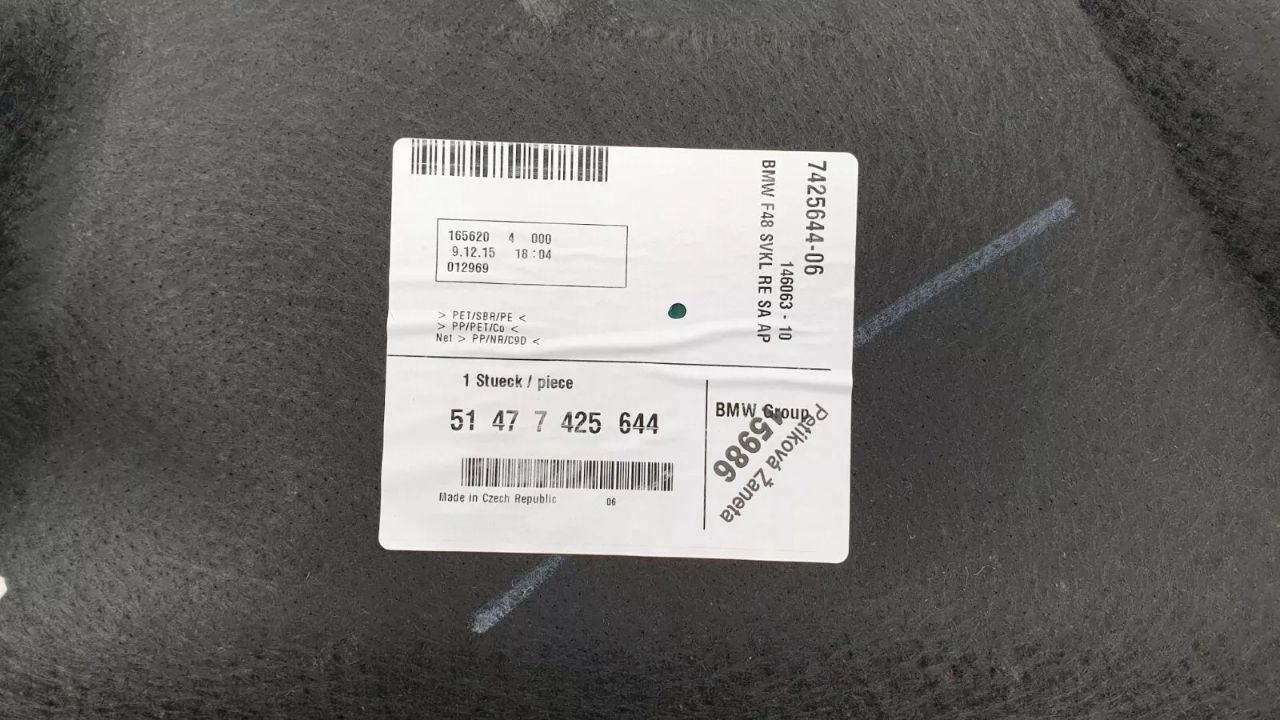 165620 4 000
9.12.15 18:04
012969
> PET/SBR/PE <
> PP/PET/Co <
Net > PP/NR/C9D <
7425644-06
146063 - 10
BMW F48 SVKL RE SA AP
1 Stueck / piece
51 47 7 425 644
Made in Czech Republic 06
BMW Group
15986
Petiková Žaneta